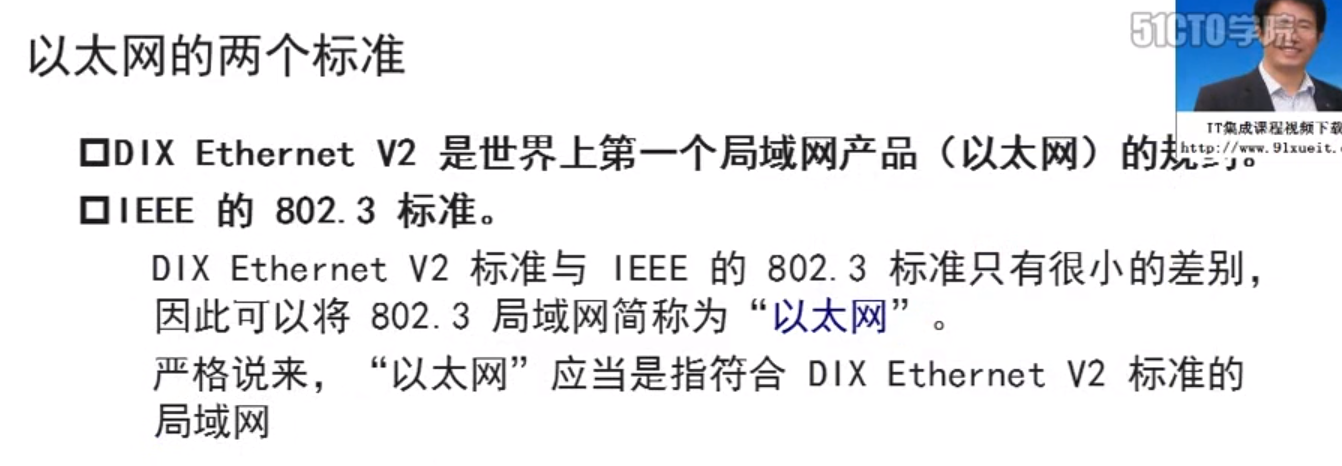 51CTO学院
以太网的两个标准
IT集成课程视频下载
http://www.91xueit.
DIX Ethernet V2 是世界上第一个局域网产品（以太网）的规约。
IEEE 的 802.3 标准。
DIX Ethernet V2 标准与 IEEE 的 802.3 标准只有很小的差别，
因此可以将 802.3 局域网简称为“以太网”。
严格说来，“以太网”应当是指符合 DIX Ethernet V2 标准的
局域网